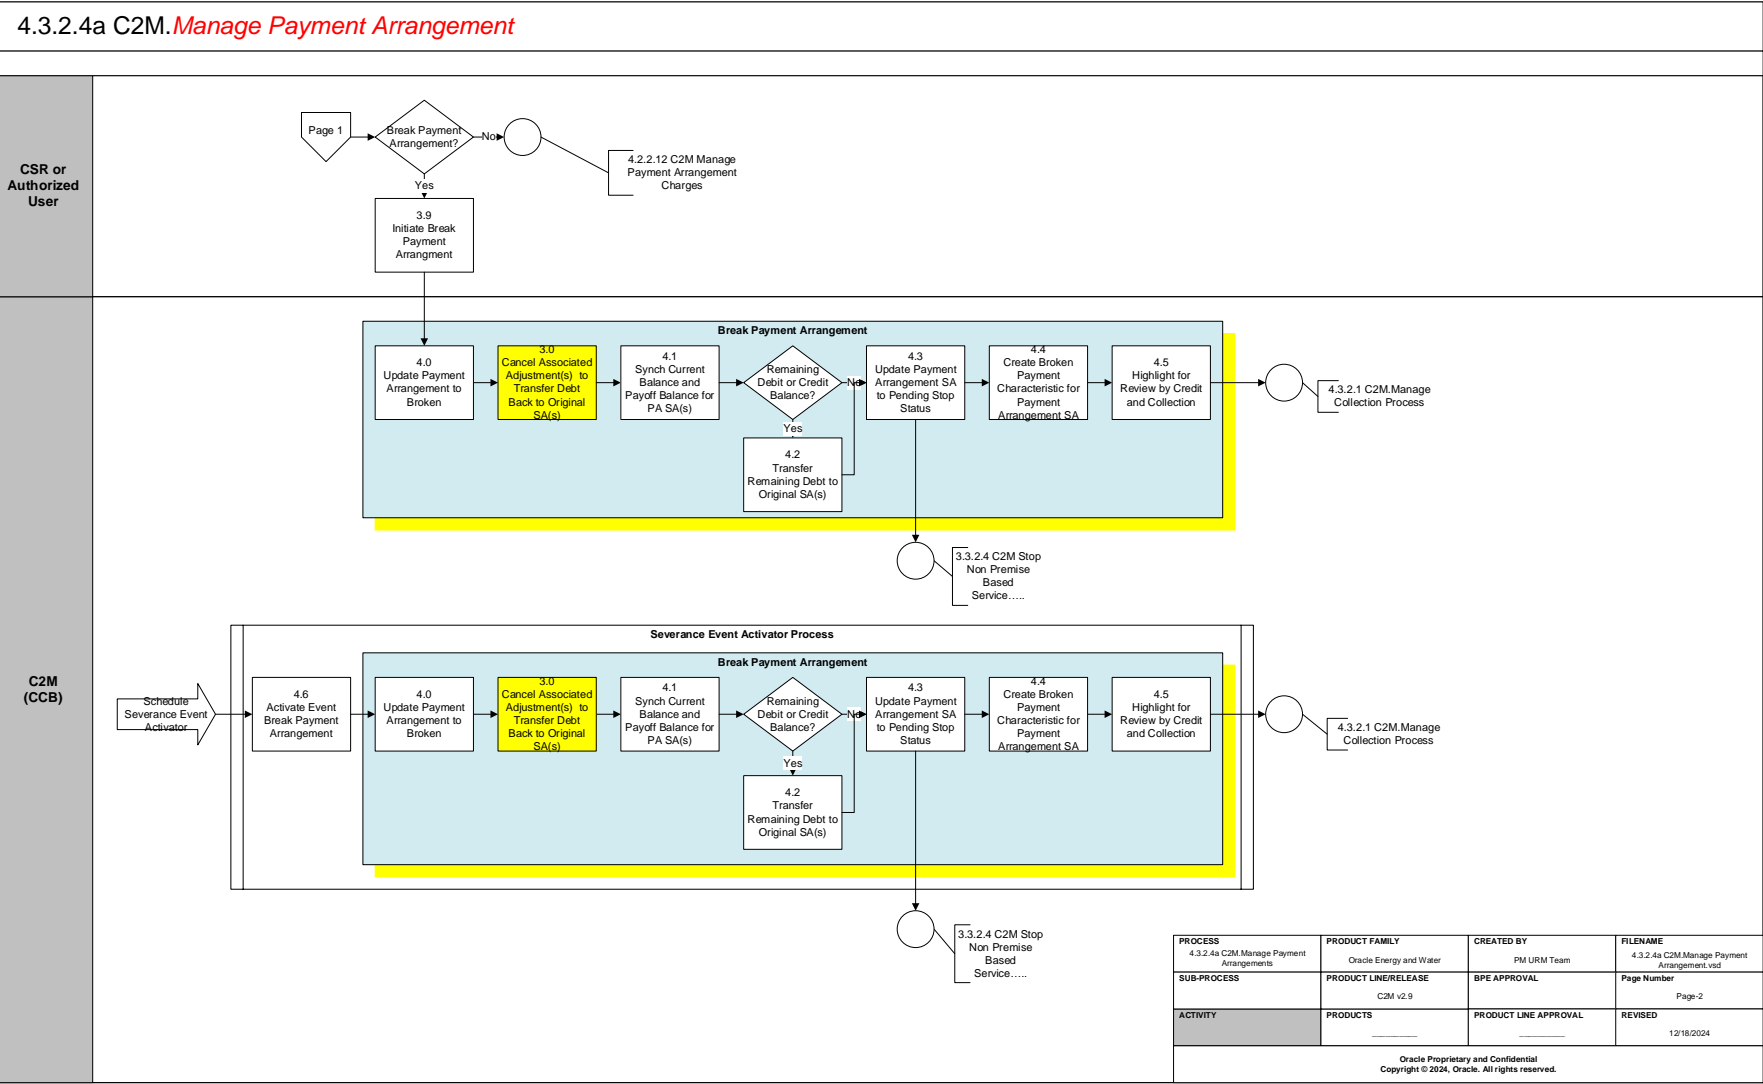 4.3.2.4a C2M.Manage Payment Arrangement
CSR or
Authorized
User
Page 1
Break Payment
Arrangement?
No
4.2.2.12 C2M Manage
Payment Arrangement
Charges
Yes
3.9
Initiate Break
Payment
Arrangment
C2M
(CCB)
Break Payment Arrangement
4.0
Update Payment
Arrangement to
Broken
3.0
Cancel Associated
Adjustment(s) to
Transfer Debt
Back to Original
SA(s)
4.1
Synch Current
Balance and
Payoff Balance for
PA SA(s)
Remaining
Debit or Credit
Balance?
No
Yes
4.2
Transfer
Remaining Debt to
Original SA(s)
4.3
Update Payment
Arrangement SA
to Pending Stop
Status
4.4
Create Broken
Payment
Characteristic for
Payment
Arrangement SA
4.5
Highlight for
Review by Credit
and Collection
4.3.2.1 C2M.Manage
Collection Process
3.3.2.4 C2M Stop
Non Premise
Based
Service…..
Severance Event Activator Process
Schedule
Severance Event
Activator
4.6
Activate Event
Break Payment
Arrangement
Break Payment Arrangement
4.0
Update Payment
Arrangement to
Broken
3.0
Cancel Associated
Adjustment(s) to
Transfer Debt
Back to Original
SA(s)
4.1
Synch Current
Balance and
Payoff Balance for
PA SA(s)
Remaining
Debit or Credit
Balance?
No
Yes
4.2
Transfer
Remaining Debt to
Original SA(s)
4.3
Update Payment
Arrangement SA
to Pending Stop
Status
4.4
Create Broken
Payment
Characteristic for
Payment
Arrangement SA
4.5
Highlight for
Review by Credit
and Collection
4.3.2.1 C2M.Manage
Collection Process
3.3.2.4 C2M Stop
Non Premise
Based
Service…..
PROCESS
4.3.2.4a C2M.Manage Payment
Arrangements
PRODUCT FAMILY
Oracle Energy and Water
CREATED BY
PM URM Team
FILENAME
4.3.2.4a C2M.Manage Payment
Arrangement.vsd
SUB-PROCESS
PRODUCT LINE/RELEASE
C2M v2.9
BPE APPROVAL
Page Number
Page-2
ACTIVITY
PRODUCTS
PRODUCT LINE APPROVAL
REVISED
12/18/2024
Oracle Proprietary and Confidential
Copyright © 2024, Oracle. All rights reserved.